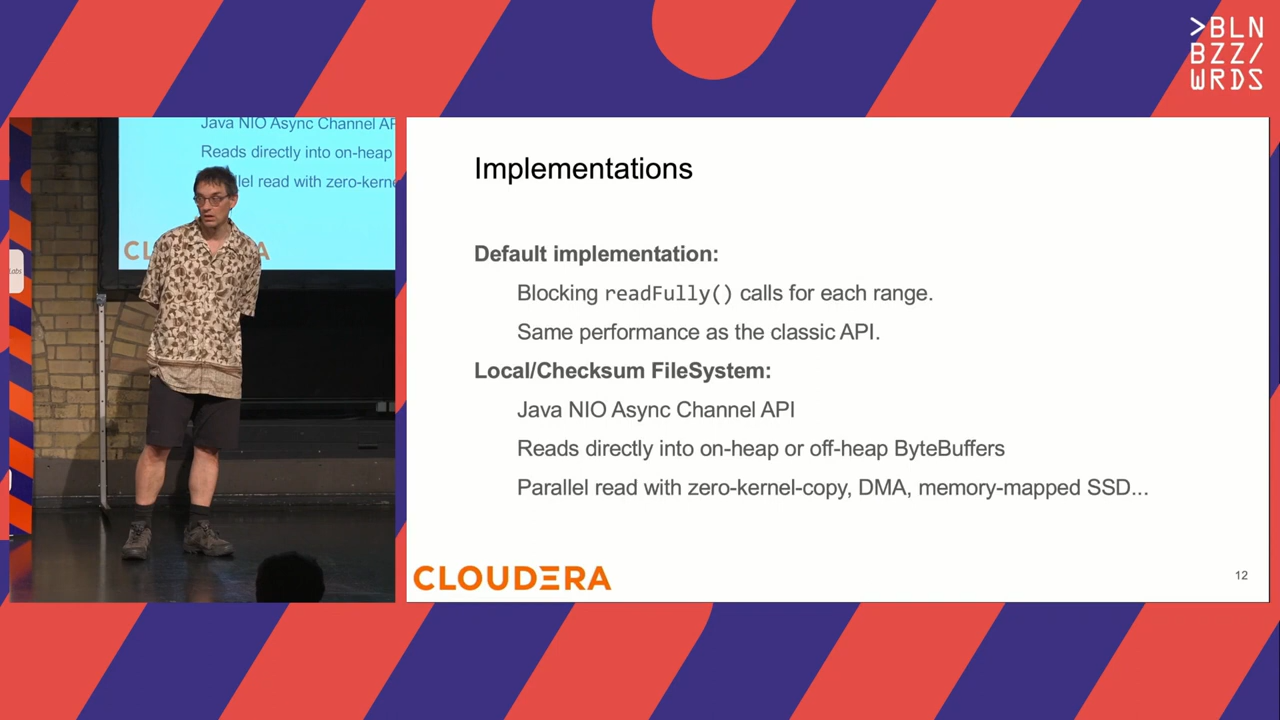 >BLN
BZZ/
WRDS
Java NIO Async Channel AP
Reads directly into on-heap
lel read with zero-kerne
CL
A
Implementations
Default implementation:
Blocking readFully() calls for each range.
Same performance as the classic API.
Local/Checksum FileSystem:
Java NIO Async Channel API
Reads directly into on-heap or off-heap ByteBuffers
Parallel read with zero-kernel-copy, DMA, memory-mapped SSD...
CLOUDERA
12